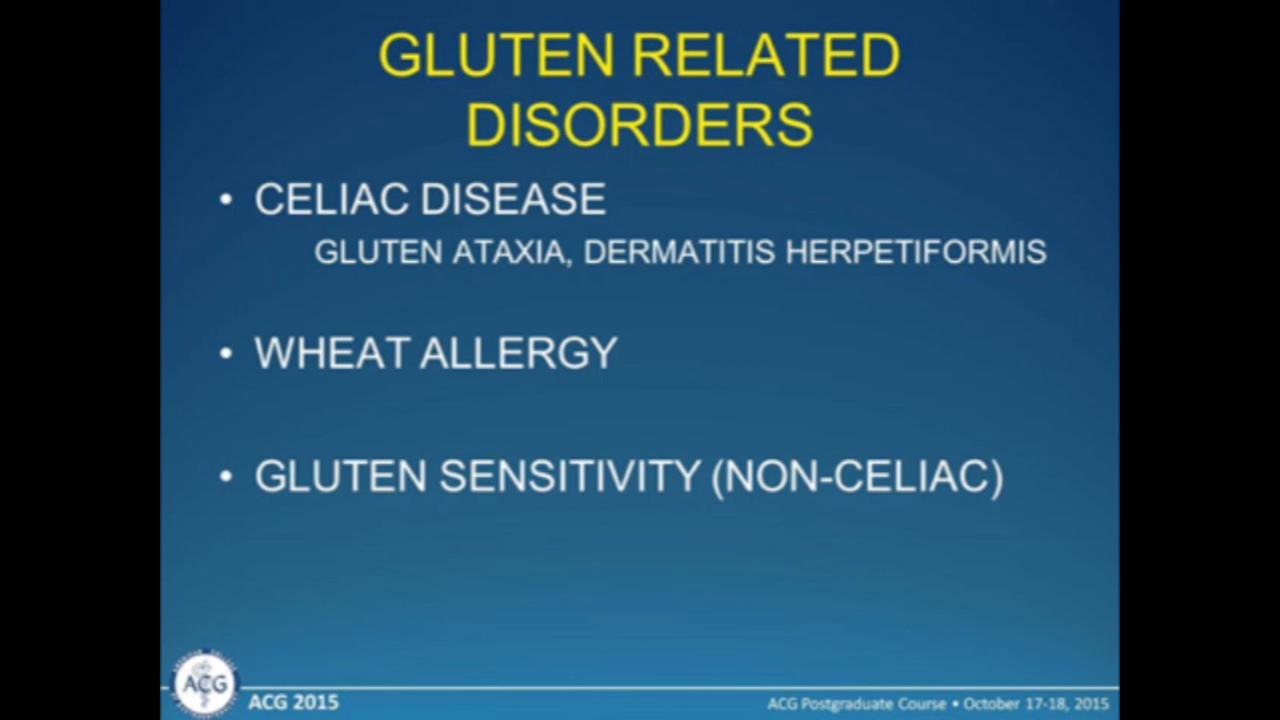 GLUTEN RELATED
DISORDERS
• CELIAC DISEASE
GLUTEN ATAXIA, DERMATITIS HERPETIFORMIS
• WHEAT ALLERGY
• GLUTEN SENSITIVITY (NON-CELIAC)
ACG
ACG 2015
ACG Postgraduate Course • October 17-18, 2015